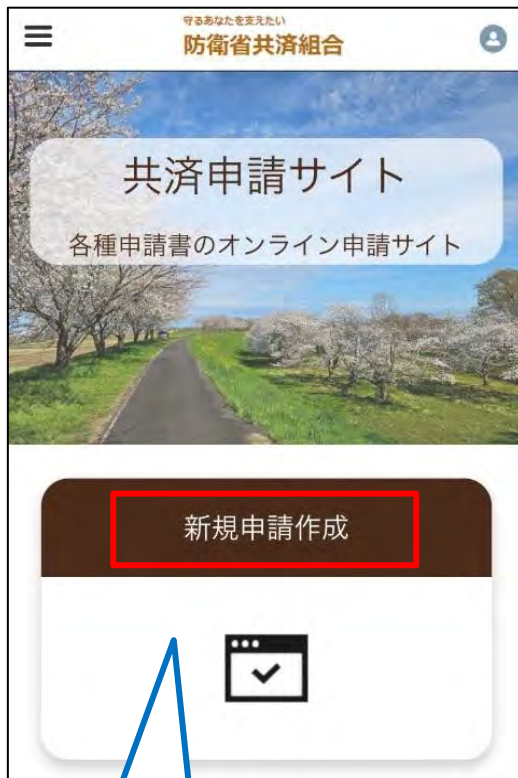 守るあなたを支えたい
防衛省共済組合
共済申請サイト
各種申請書のオンライン申請サイト
新規申請作成